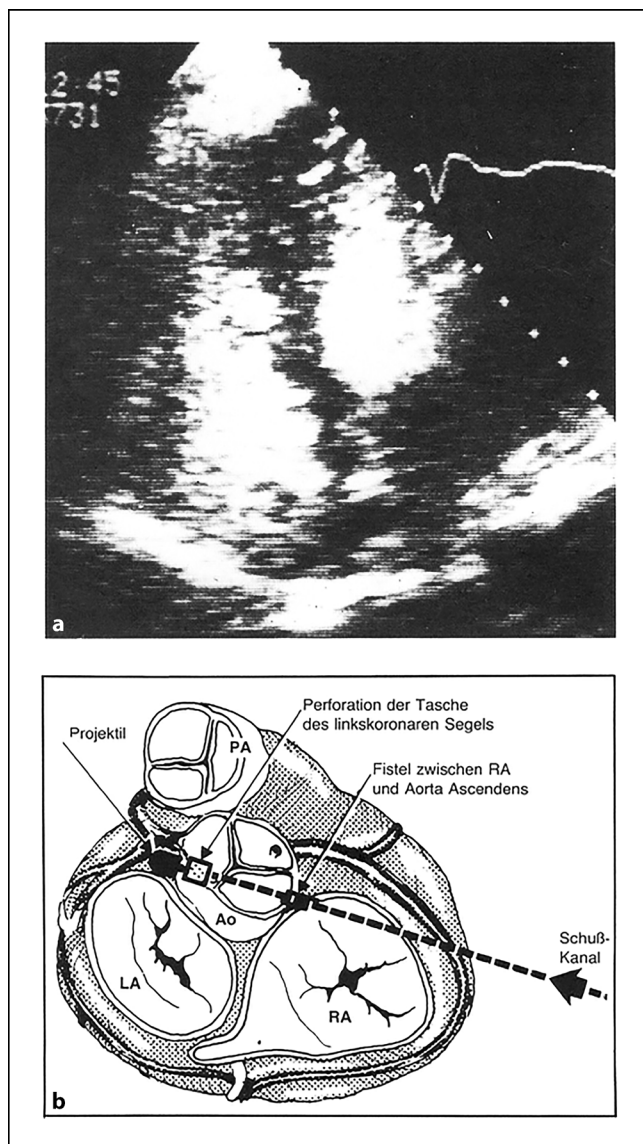 2:45
731
a
Projektil
Perforation der Tasche
des linkskoronaren Segels
PA
Fistel zwischen RA
und Aorta Ascendens
Ao
Schuß-
Kanal
LA
RA
b